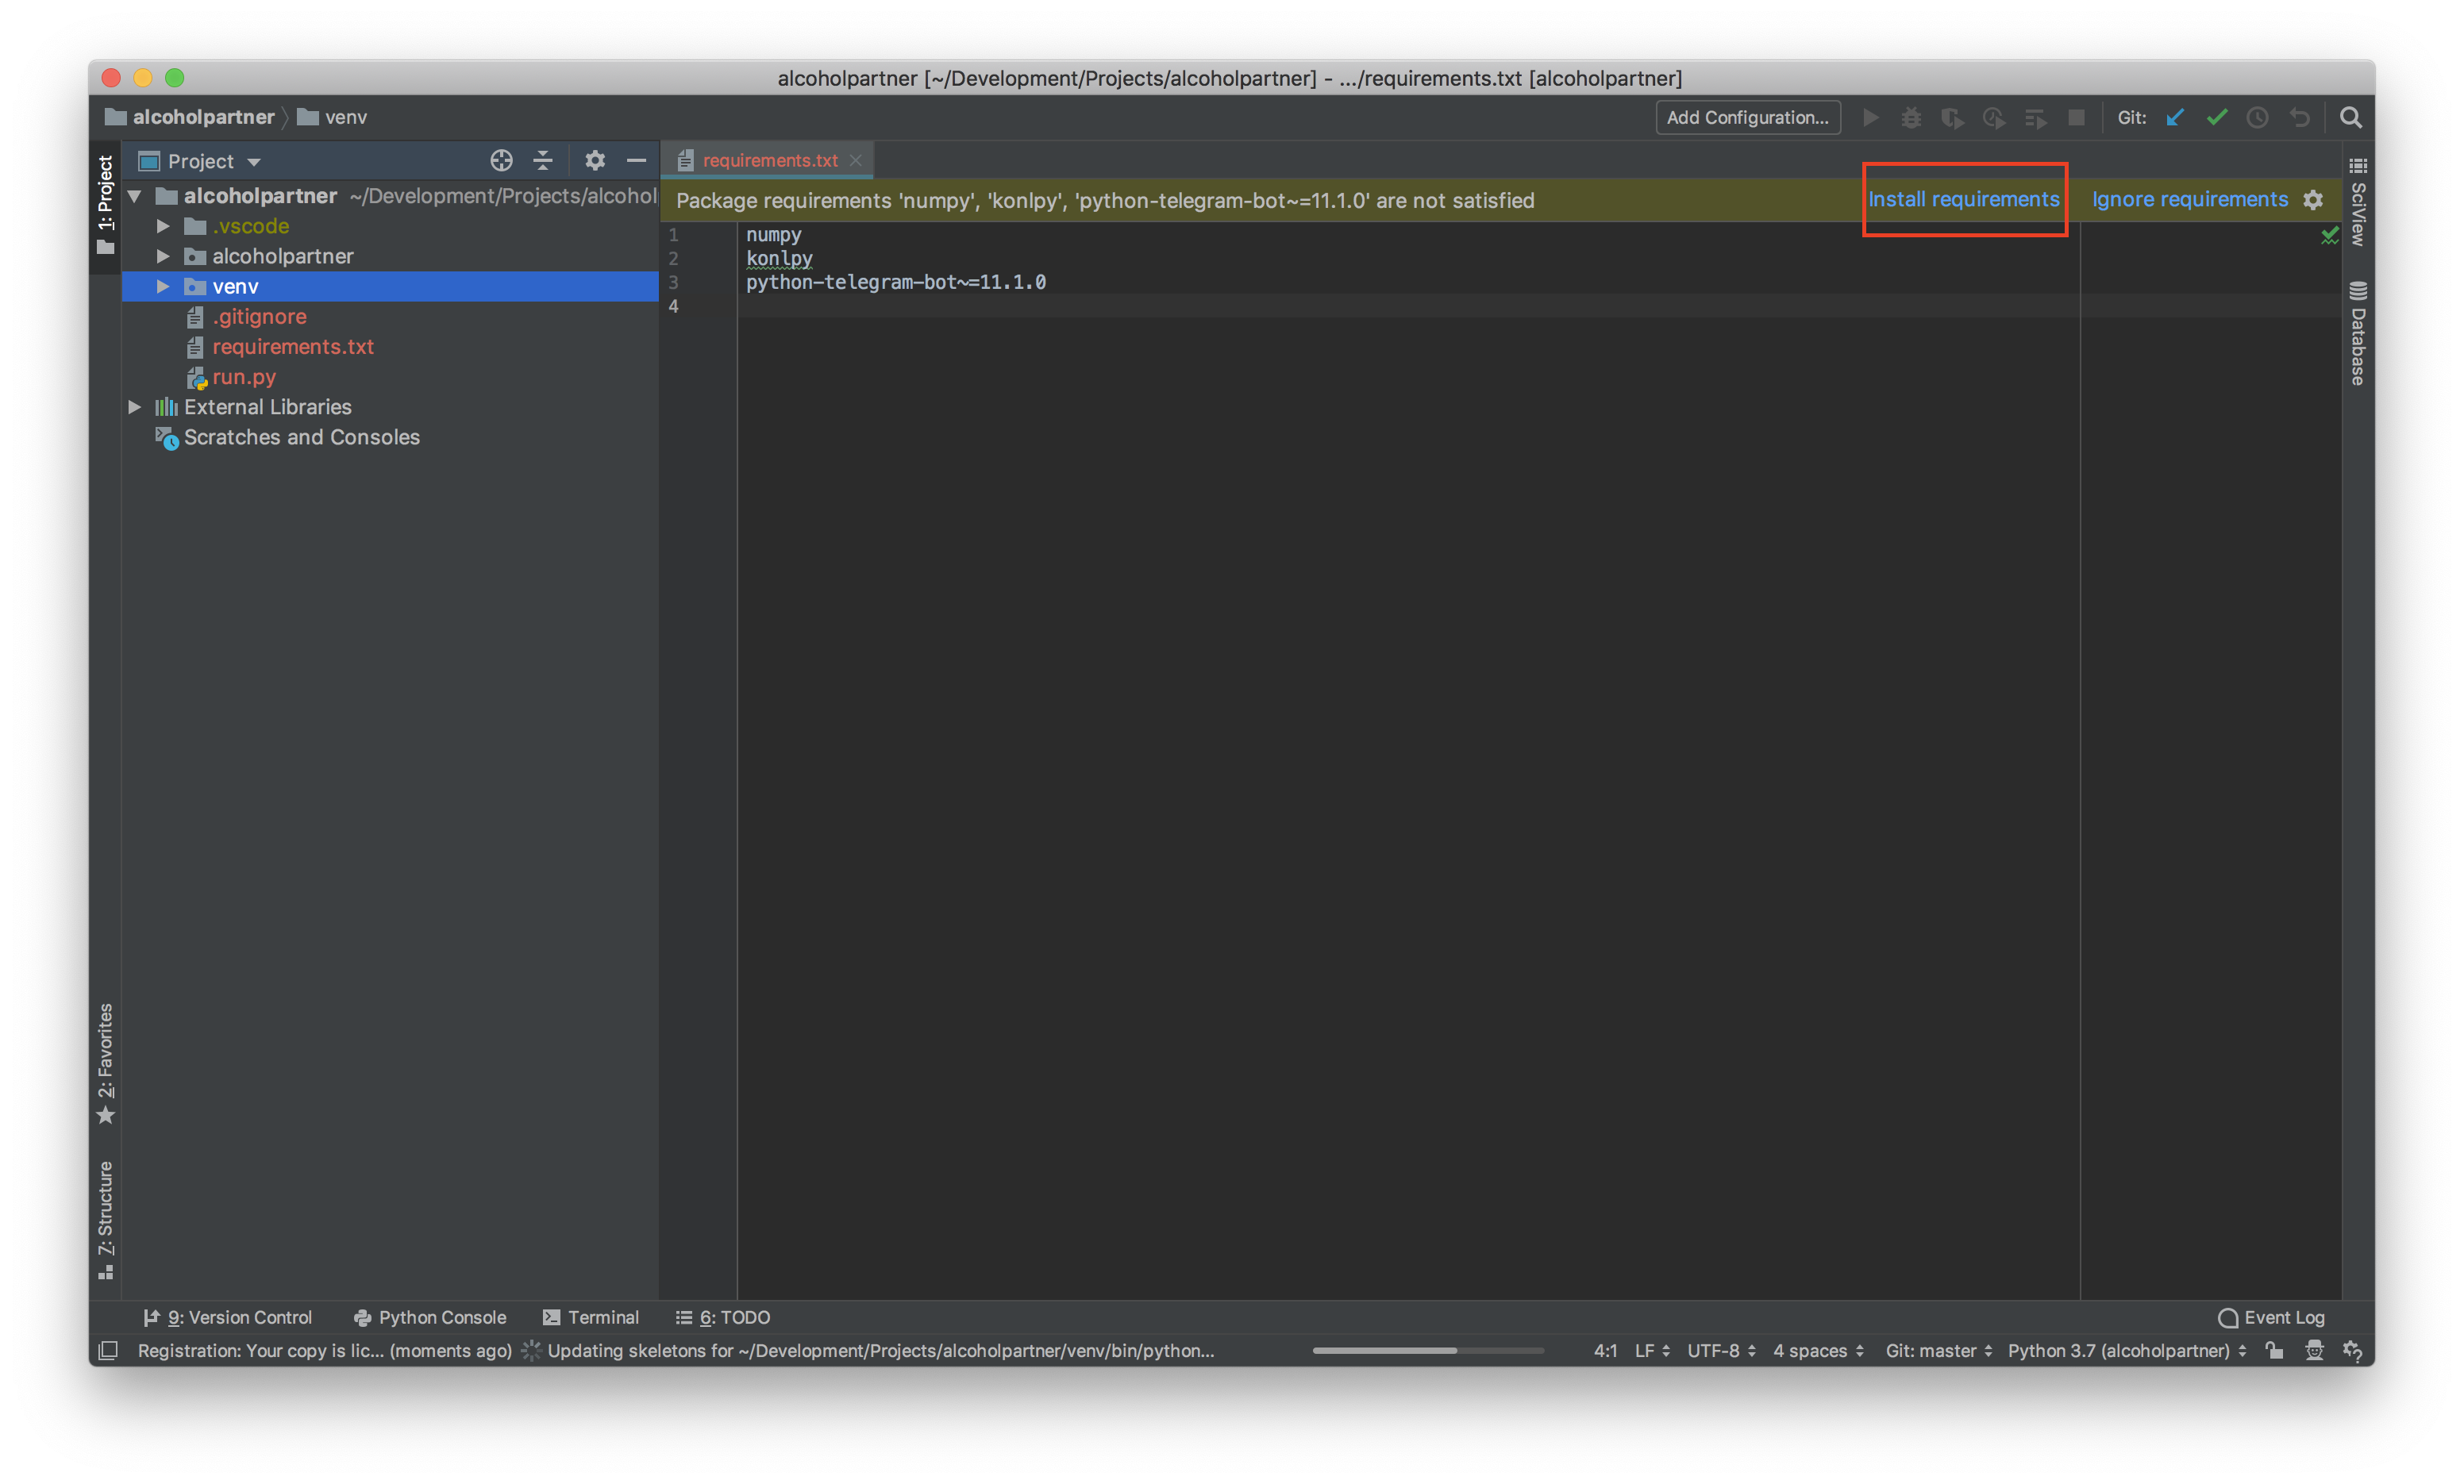 alcoholpartner [~/Development/Projects/alcoholpartner] - .../requirements.txt [alcoholpartner]
alcoholpartner venv Add Configuration... Git:
1: Project
Project
requirements.txt
alcoholpartner ~/Development/Projects/alcohol
Package requirements 'numpy', 'konlpy', 'python-telegram-bot~=11.1.0' are not satisfied Install requirements Ignore requirements
.vscode
alcoholpartner
venv
.gitignore
requirements.txt
run.py
External Libraries
Scratches and Consoles
1 numpy
2 konlpy
3 python-telegram-bot~=11.1.0
4
SciView
Database
2: Favorites
7: Structure
9: Version Control Python Console Terminal 6: TODO Event Log
Registration: Your copy is lic... (moments ago) Updating skeletons for ~/Development/Projects/alcoholpartner/venv/bin/python... 4:1 LF UTF-8 4 spaces Git: master Python 3.7 (alcoholpartner)